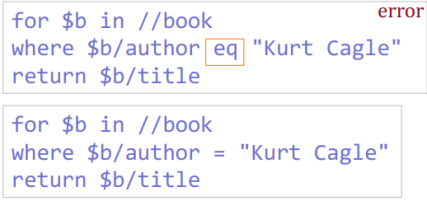 error
for $b in //book
where $b/author eq "Kurt Cagle"
return $b/title
for $b in //book
where $b/author = "Kurt Cagle"
return $b/title